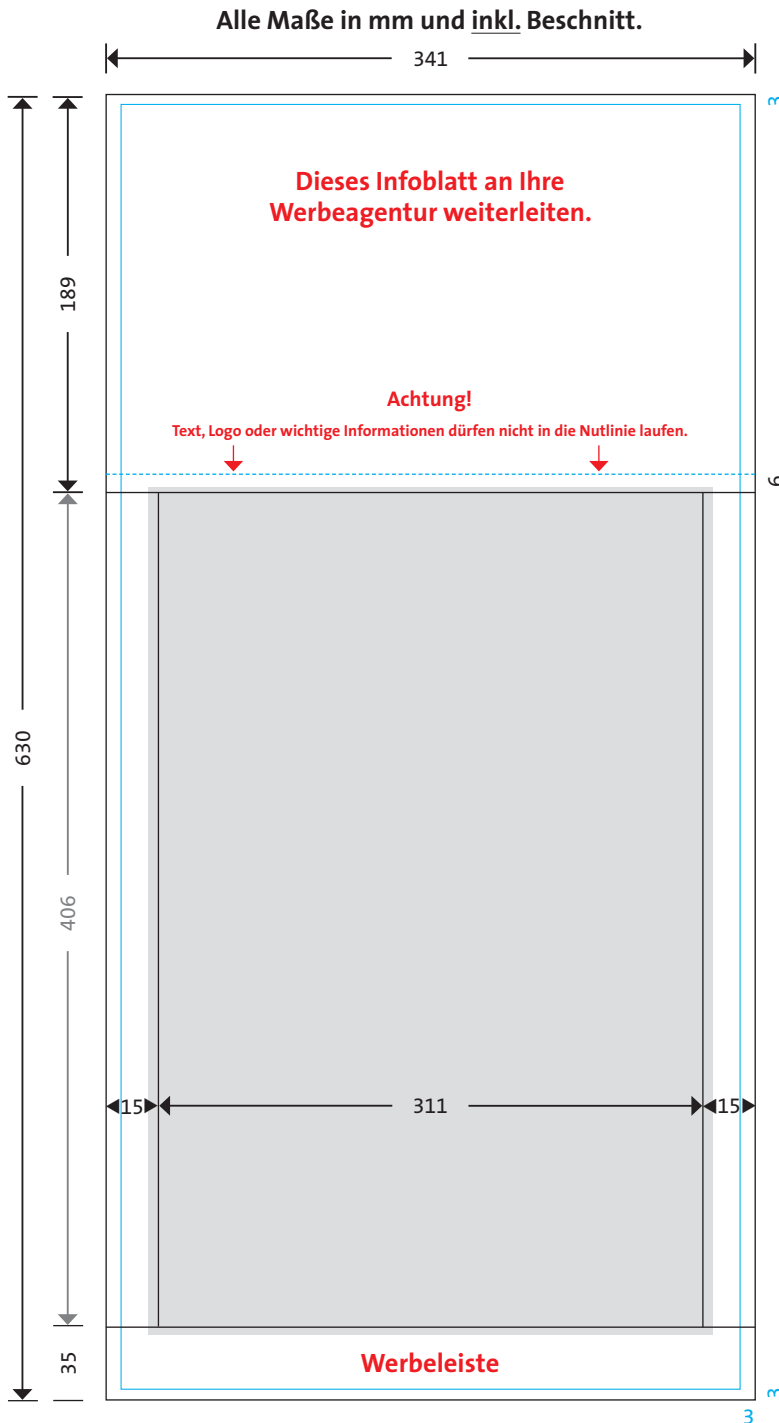 Alle Maße in mm und inkl. Beschnitt.
341
3
Dieses Infoblatt an Ihre
Werbeagentur weiterleiten.
189
Achtung!
Text, Logo oder wichtige Informationen dürfen nicht in die Nutlinie laufen.
630
406
15
311
15
35
Werbeleiste
3
3